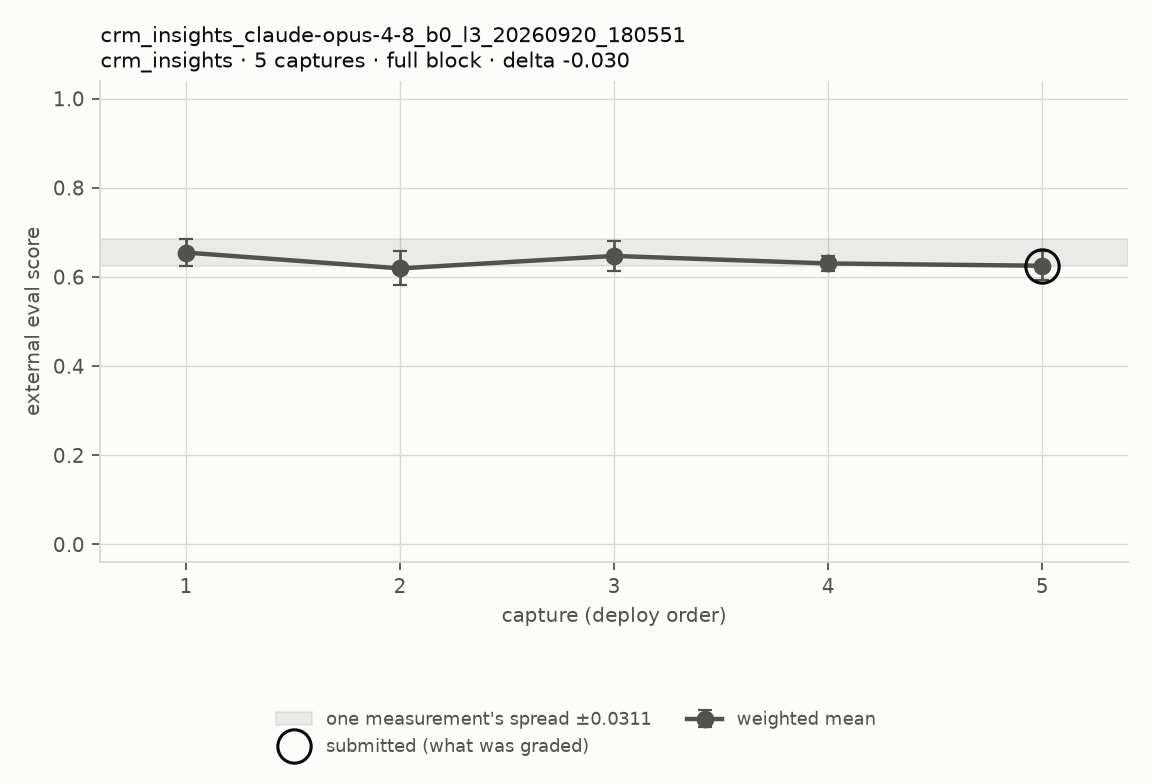 crm_insights_claude-opus-4-8_b0_l3_20260920_180551
crm_insights · 5 captures · full block · delta -0.030
1.0
0.8
0.6
0.4
0.2
0.0
external eval score
1 2 3 4 5
capture (deploy order)
one measurement's spread ±0.0311
weighted mean
submitted (what was graded)